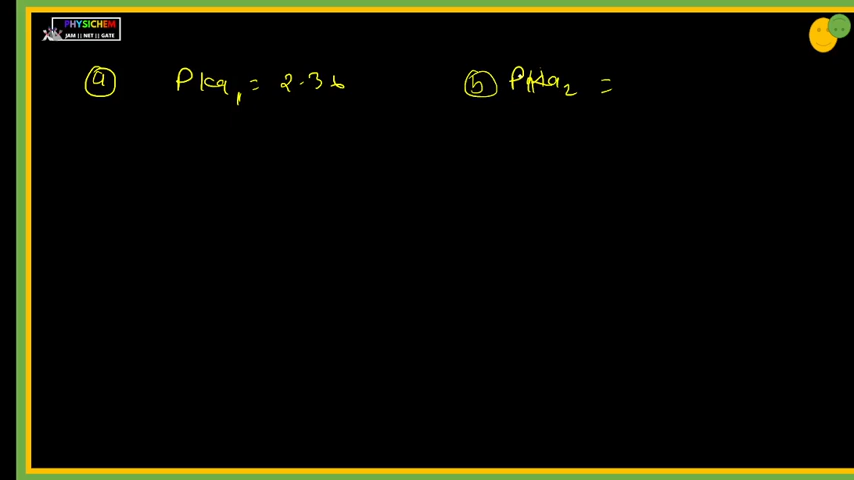 PHYSICHEM
JAM || NET || GATE
a PKa1 = 2.36 b PKa2 =